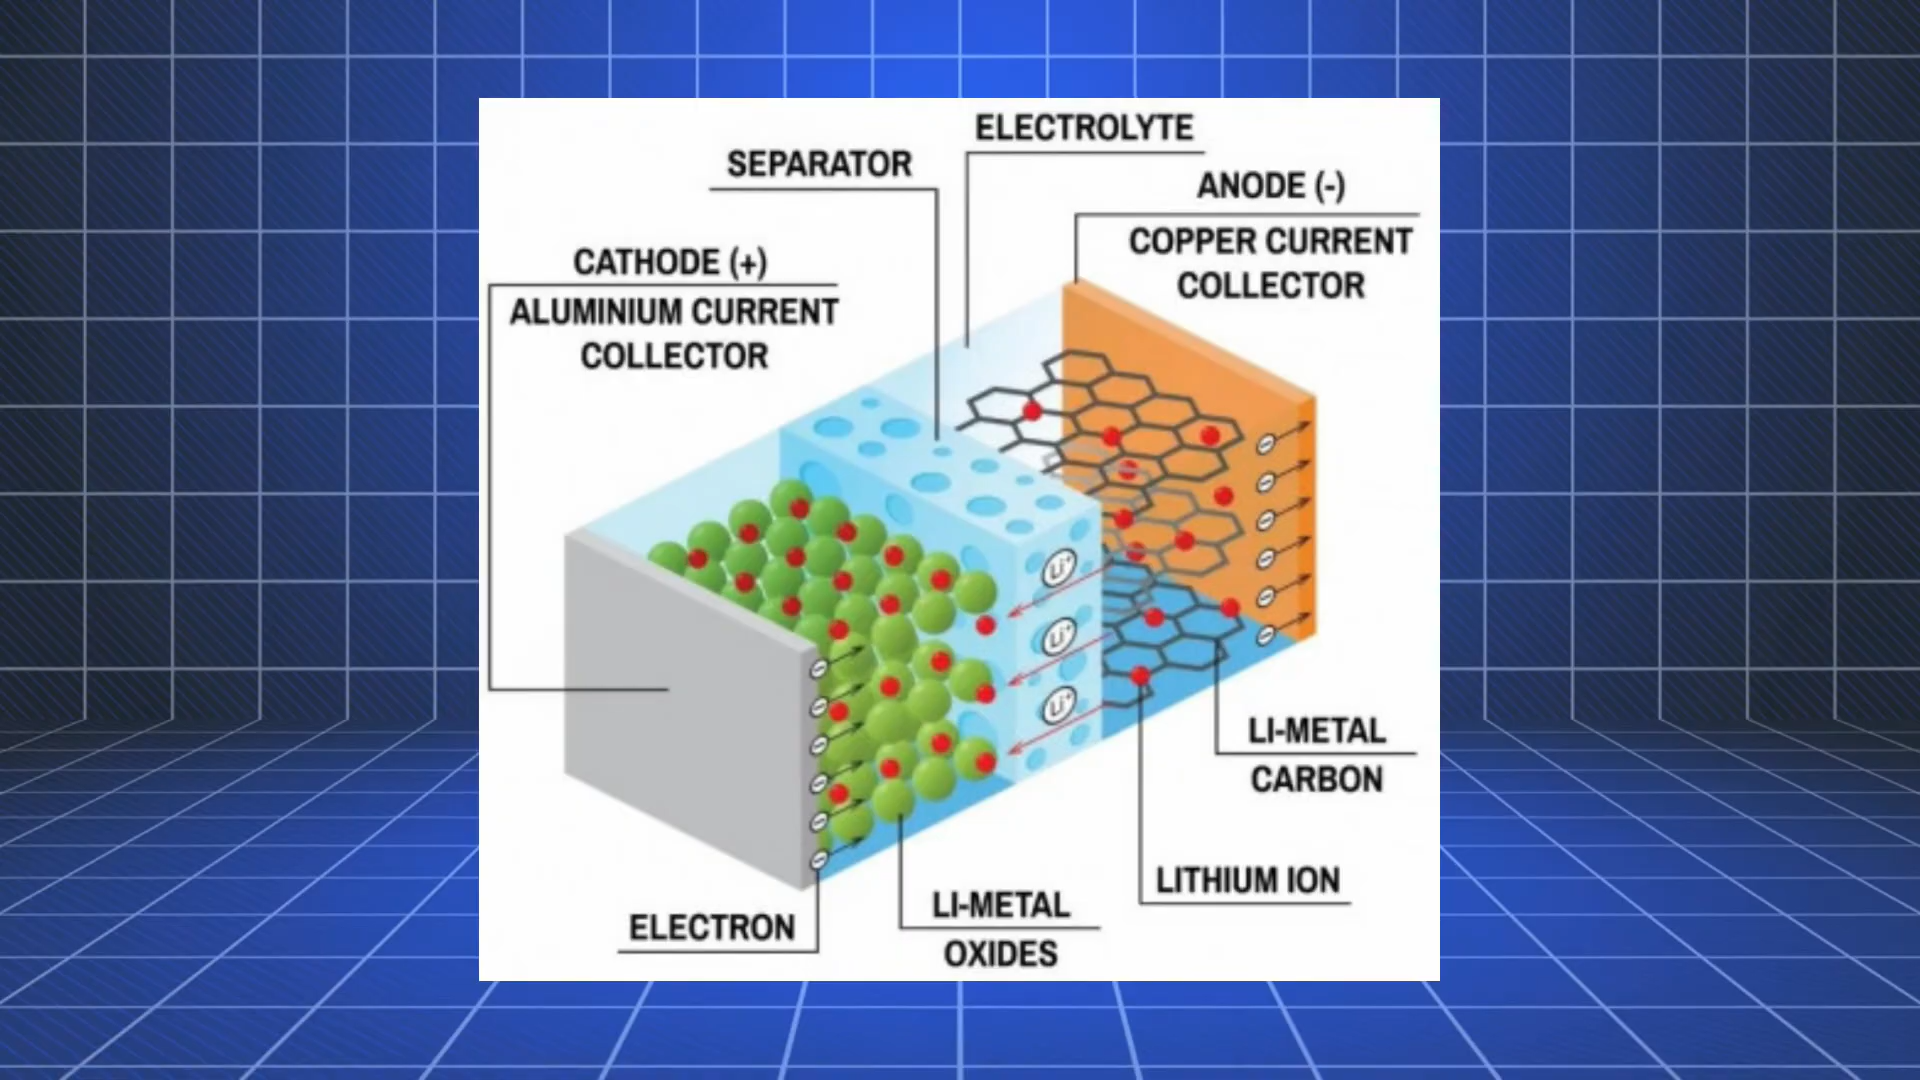 ELECTROLYTE
SEPARATOR
ANODE (-)
COPPER CURRENT
COLLECTOR
CATHODE (+)
ALUMINIUM CURRENT
COLLECTOR
Li⁺
Li⁺
Li⁺
LI-METAL
CARBON
LITHIUM ION
LI-METAL
OXIDES
ELECTRON